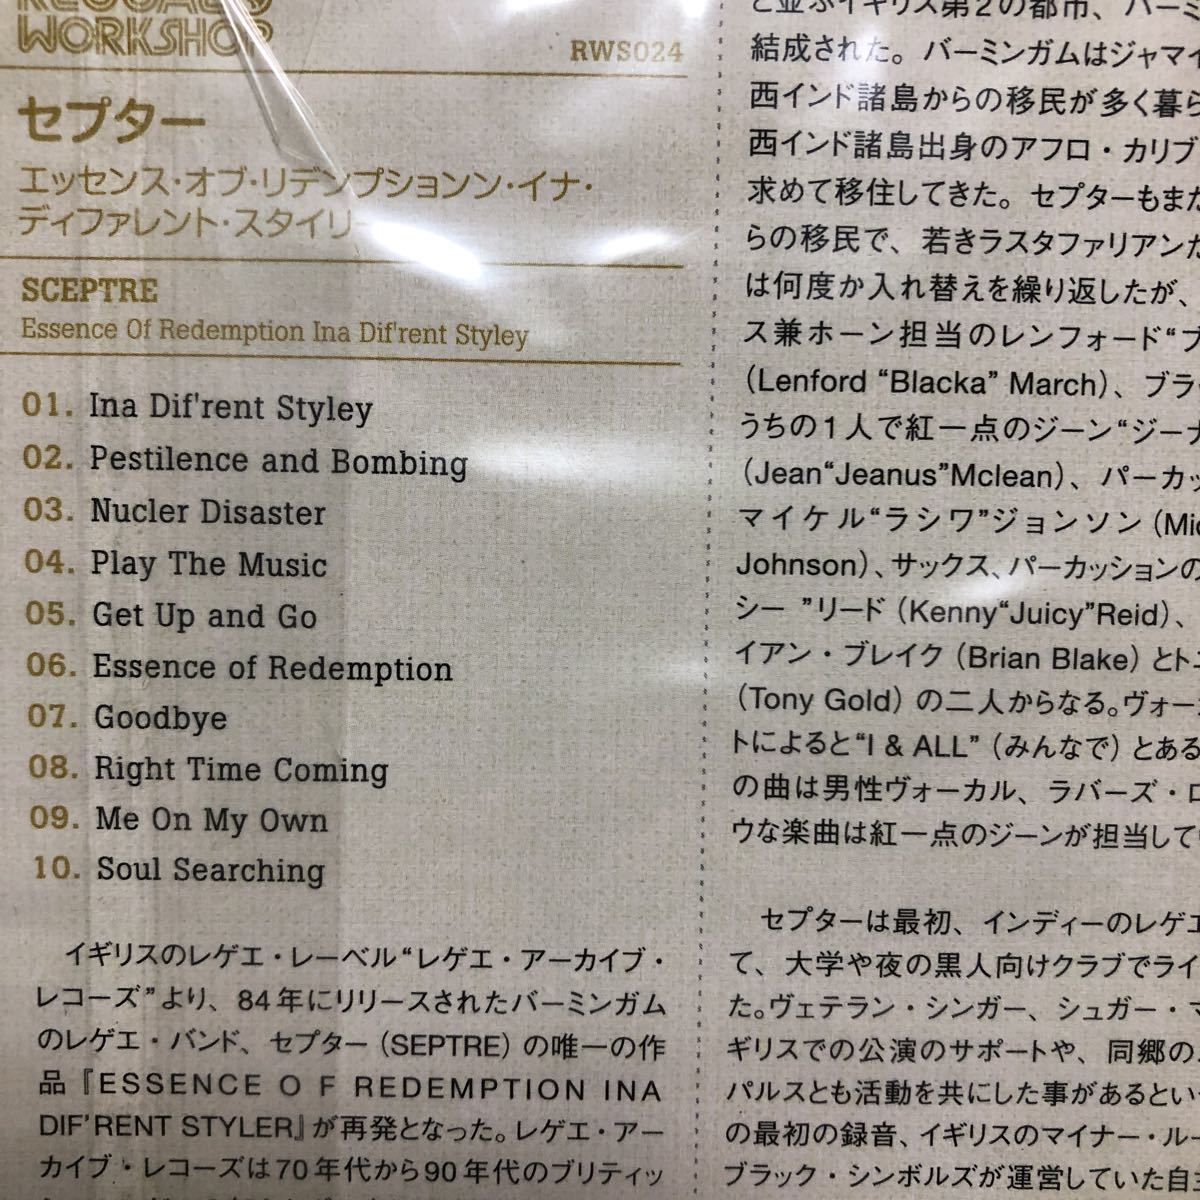 REGGAE
WORKSHOP
RWS024
セプター
エッセンス・オブ・リデンプションン・イナ・
ディファレント・スタイリー
SCEPTRE
Essence Of Redemption Ina Dif'rent Styley
01. Ina Dif'rent Styley
02. Pestilence and Bombing
03. Nucler Disaster
04. Play The Music
05. Get Up and Go
06. Essence of Redemption
07. Goodbye
08. Right Time Coming
09. Me On My Own
10. Soul Searching
イギリスのレゲエ・レーベル“レゲエ・アーカイブ・
レコーズ”より、84年にリリースされたバーミンガム
のレゲエ・バンド、セプター（SEPTRE）の唯一の作
品『ESSENCE OF REDEMPTION INA
DIF'RENT STYLER』が再発となった。レゲエ・アー
カイブ・レコーズは70年代から90年代のブリティッ
と並ぶイギリス第2の都市、バーミ
結成された。バーミンガムはジャマイ
西インド諸島からの移民が多く暮ら
西インド諸島出身のアフロ・カリブ
求めて移住してきた。セプターもまた
らの移民で、若きラスタファリアンた
は何度か入れ替えを繰り返したが、
ス兼ホーン担当のレンフォード“ブ
（Lenford “Blacka” March）、ブラ
うちの1人で紅一点のジーン“ジーナ
（Jean“Jeanus”Mclean）、パーカッ
マイケル“ラシワ”ジョンソン（Mic
Johnson）、サックス、パーカッションの
シー ”リード（Kenny“Juicy”Reid）、
イアン・ブレイク（Brian Blake）とトニ
（Tony Gold）の二人からなる。ヴォー
トによると“I & ALL”（みんなで）とある
の曲は男性ヴォーカル、ラバーズ・ロ
ウな楽曲は紅一点のジーンが担当してい
セプターは最初、インディーのレゲエ
て、大学や夜の黒人向けクラブでライ
た。ヴェテラン・シンガー、シュガー・マ
ギリスでの公演のサポートや、同郷の
パルスとも活動を共にした事があるとい
の最初の録音、イギリスのマイナー・ルー
ブラック・シンボルズが運営していた自主